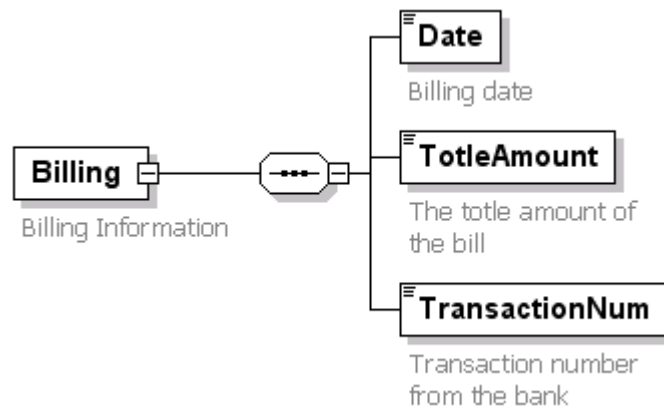 Date
Billing date
Billing
Billing Information
TotleAmount
The totle amount of
the bill
TransactionNum
Transaction number
from the bank